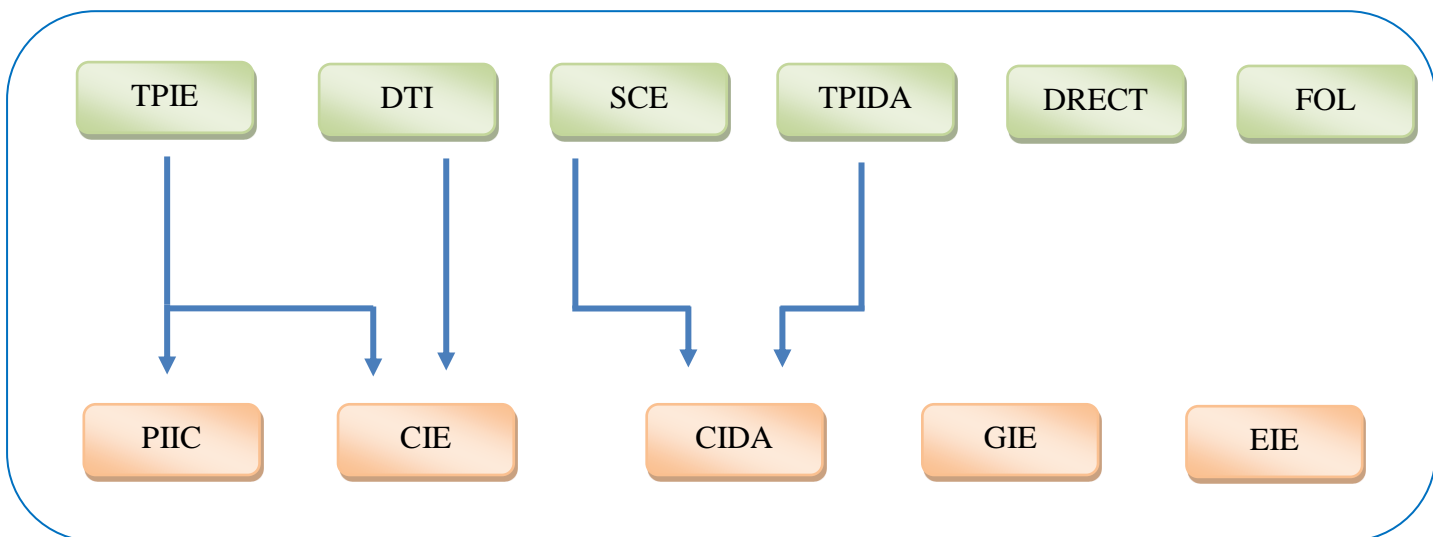 TPIE
DTI
SCE
TPIDA
DRECT
FOL
PIIC
CIE
CIDA
GIE
EIE